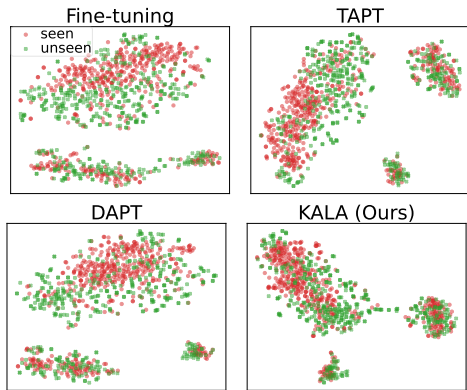 Fine-tuning
seen
unseen
TAPT
DAPT
KALA (Ours)